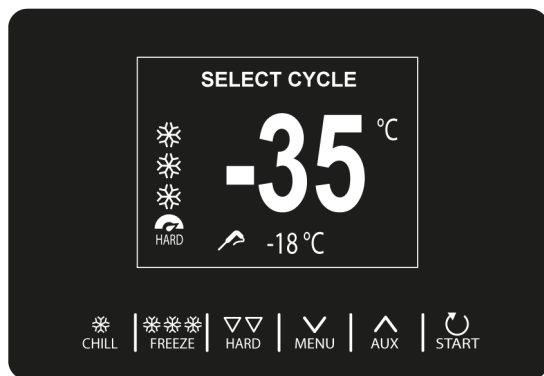 SELECT CYCLE
-35 °C
HARD
-18 °C
CHILL FREEZE HARD MENU AUX START